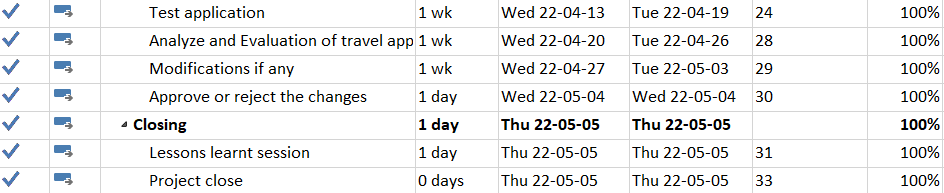 Test application 1 wk Wed 22-04-13 Tue 22-04-19 24 100%
Analyze and Evaluation of travel app 1 wk Wed 22-04-20 Tue 22-04-26 28 100%
Modifications if any 1 wk Wed 22-04-27 Tue 22-05-03 29 100%
Approve or reject the changes 1 day Wed 22-05-04 Wed 22-05-04 30 100%
Closing 1 day Thu 22-05-05 Thu 22-05-05 100%
Lessons learnt session 1 day Thu 22-05-05 Thu 22-05-05 31 100%
Project close 0 days Thu 22-05-05 Thu 22-05-05 33 100%